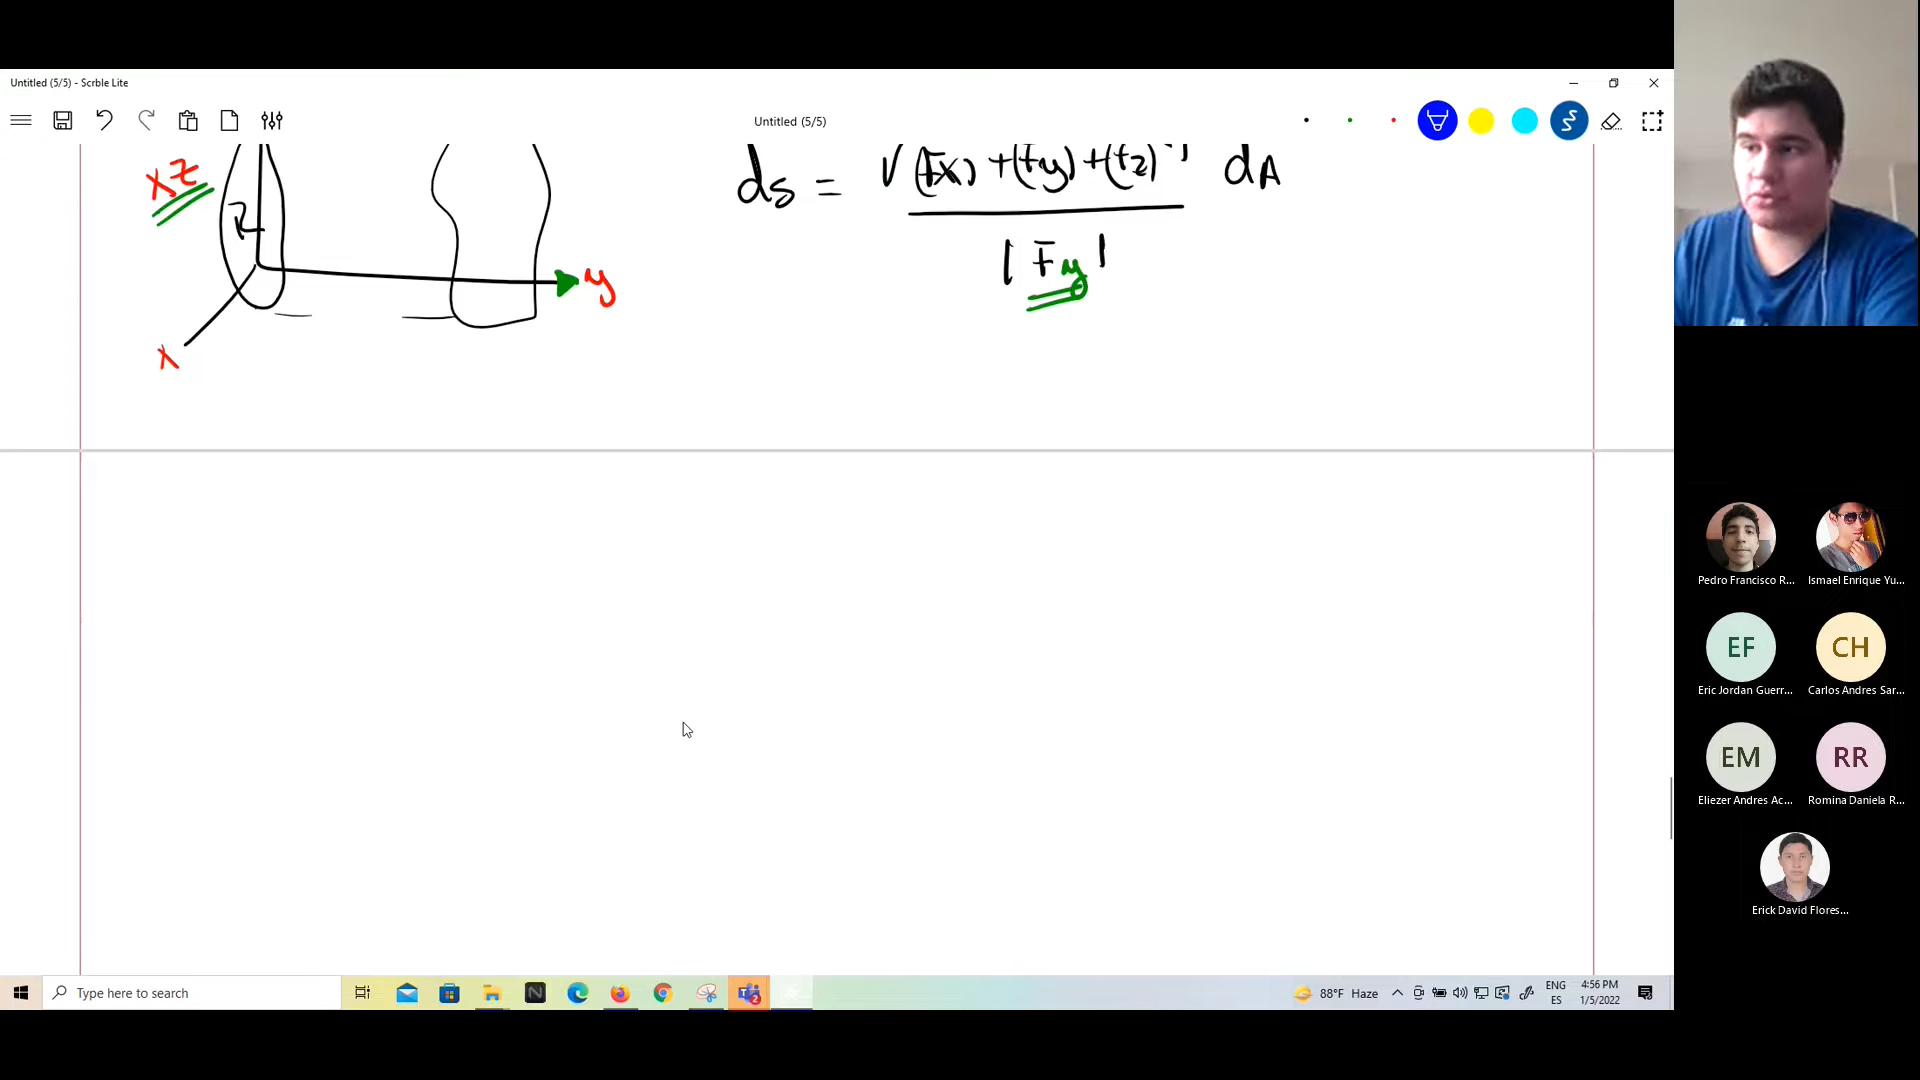 Untitled (5/5) - Scrble Lite
Untitled (5/5)
xz
R
y
x
ds = √(Fx) + (Fy) + (Fz)² dA
|Fy|
Pedro Francisco R...
Ismael Enrique Yu...
EF
Eric Jordan Guerr...
CH
Carlos Andres Sar...
EM
Eliezer Andres Ac...
RR
Romina Daniela R...
Erick David Flores...
Type here to search
88°F Haze
ENG
ES
4:56 PM
1/5/2022